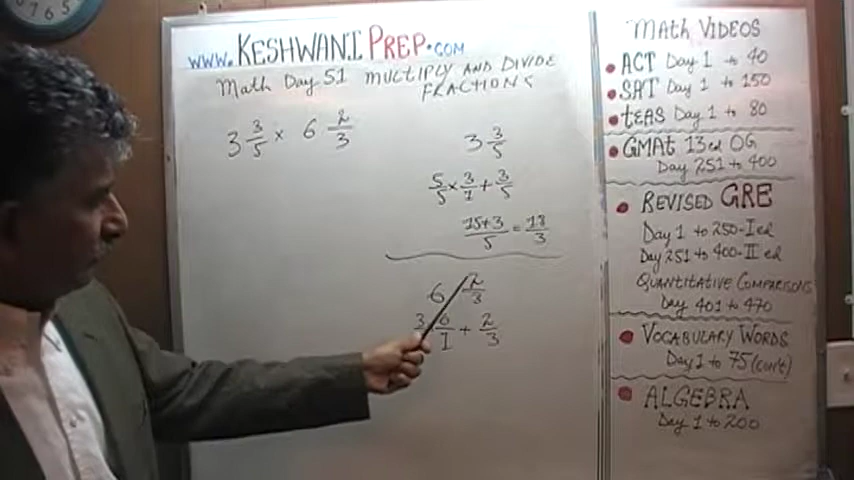 www.KESHWANI PREP.COM
Math Day 51 MULTIPLY AND DIVIDE
FRACTIONS
3 3/5 × 6 2/3
3 3/5
5/5 × 3/1 + 3/5
15+3/5 = 18/3
6 2/3
3 6/1 + 2/3
MATH VIDEOS
ACT Day 1 to 40
SAT Day 1 to 150
tEAS Day 1 to 80
GMAt 13ed OG
Day 251 to 400
REVISED GRE
Day 1 to 250-I ed
Day 251 to 400-II ed
QUANTITATIVE COMPARISONS
Day 401 to 470
VOCABULARY WORDS
Day 1 to 75 (con't)
ALGEBRA
Day 1 to 200